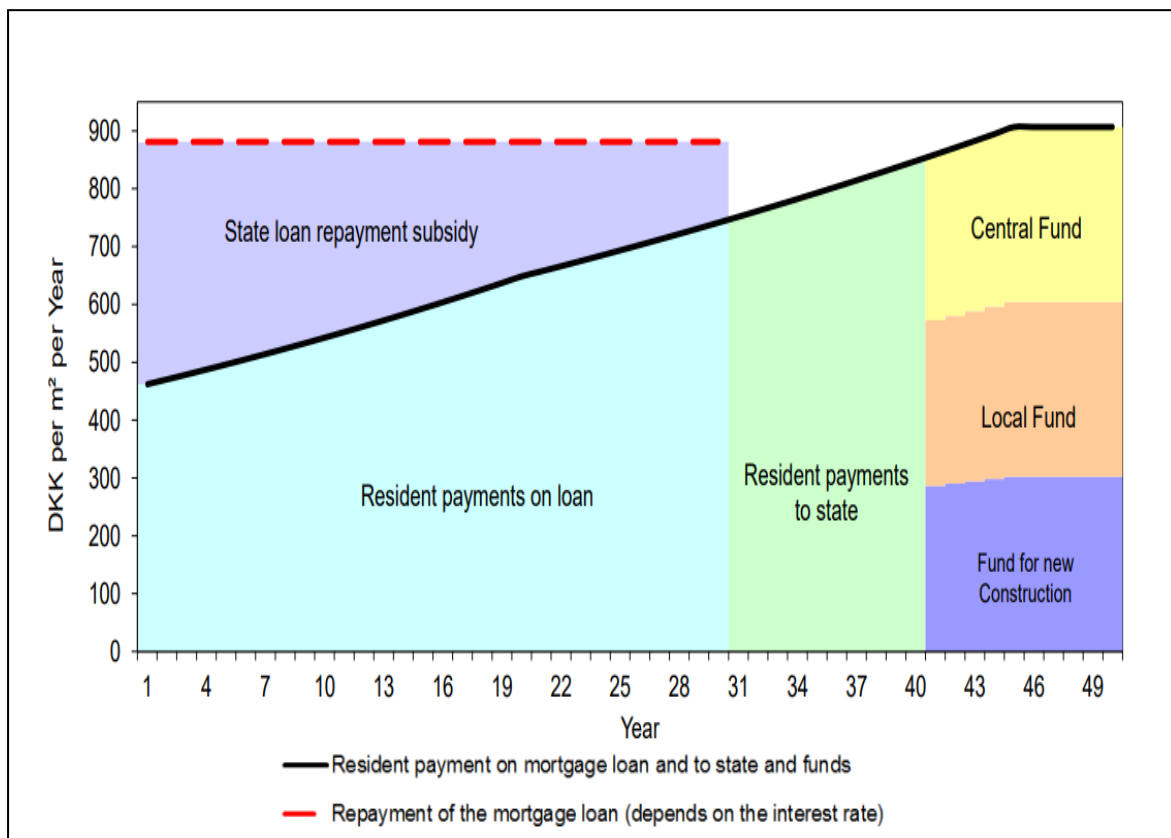 DKK per m² per Year
900
800
700
600
500
400
300
200
100
0
State loan repayment subsidy
Resident payments on loan
Resident payments
to state
Central Fund
Local Fund
Fund for new
Construction
1 4 7 10 13 16 19 22 25 28 31 34 37 40 43 46 49
Year
Resident payment on mortgage loan and to state and funds
Repayment of the mortgage loan (depends on the interest rate)